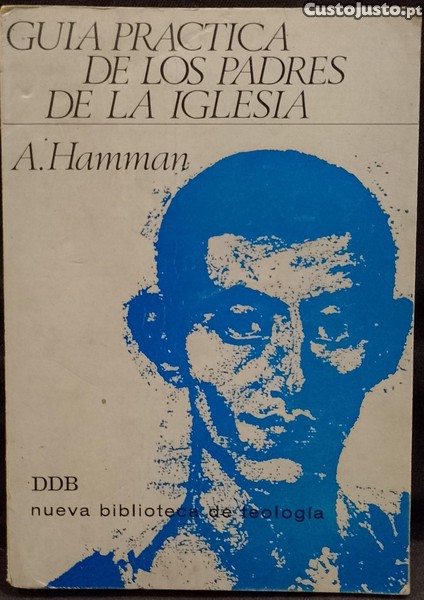 CustoJusto.pt
GUIA PRACTICA
DE LOS PADRES
DE LA IGLESIA
A. Hamman
DDB
nueva biblioteca de teología